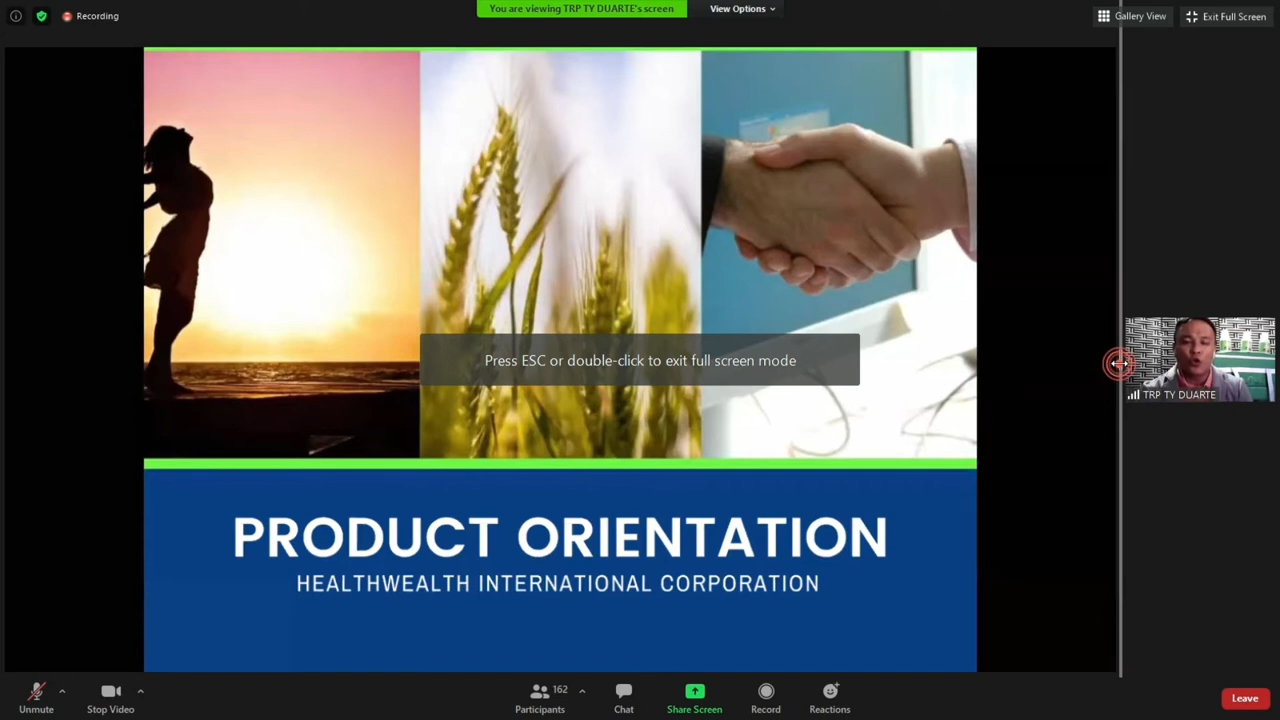 Recording
You are viewing TRP TY DUARTE's screen
View Options
Gallery View
Exit Full Screen
Press ESC or double-click to exit full screen mode
TRP TY DUARTE
PRODUCT ORIENTATION
HEALTHWEALTH INTERNATIONAL CORPORATION
Unmute
Stop Video
162
Participants
Chat
Share Screen
Record
Reactions
Leave